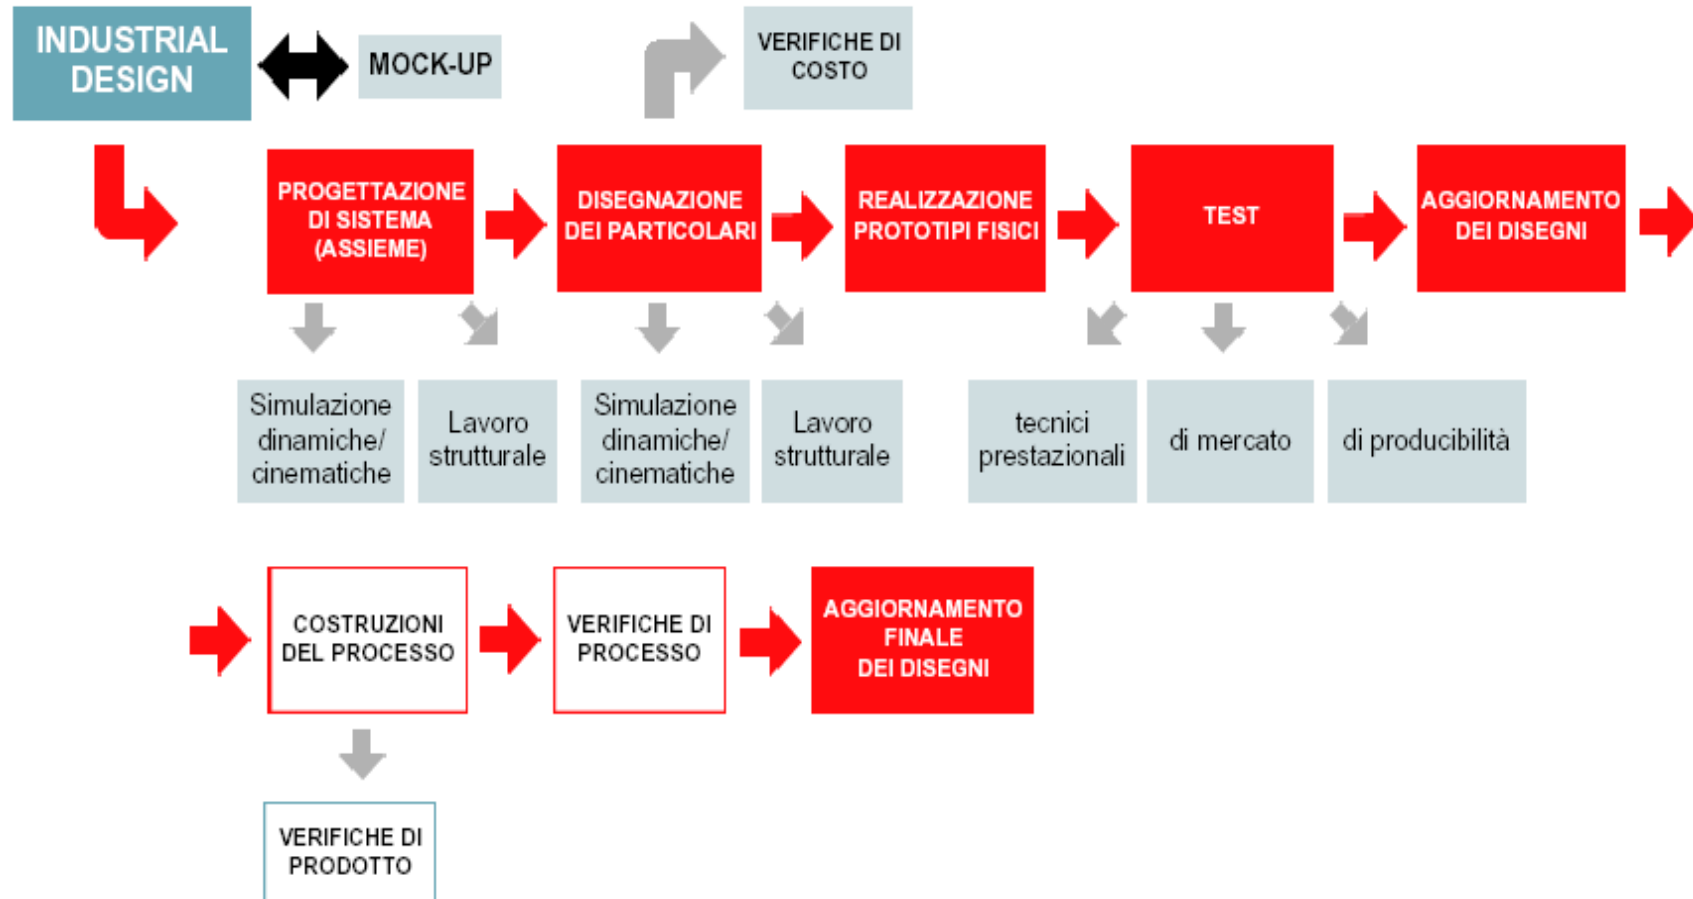 INDUSTRIAL
DESIGN
MOCK-UP
VERIFICHE DI
COSTO
PROGETTAZIONE
DI SISTEMA
(ASSIEME)
DISEGNAZIONE
DEI PARTICOLARI
REALIZZAZIONE
PROTOTIPI FISICI
TEST
AGGIORNAMENTO
DEI DISEGNI
Simulazione
dinamiche/
cinematiche
Lavoro
strutturale
Simulazione
dinamiche/
cinematiche
Lavoro
strutturale
tecnici
prestazionali
di mercato
di producibilità
COSTRUZIONI
DEL PROCESSO
VERIFICHE DI
PROCESSO
AGGIORNAMENTO
FINALE
DEI DISEGNI
VERIFICHE DI
PRODOTTO